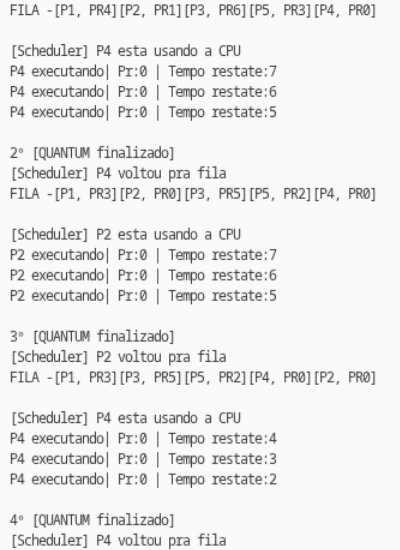 FILA -[P1, PR4][P2, PR1][P3, PR6][P5, PR3][P4, PR0]
[Scheduler] P4 esta usando a CPU
P4 executando| Pr:0 | Tempo restate:7
P4 executando| Pr:0 | Tempo restate:6
P4 executando| Pr:0 | Tempo restate:5
2° [QUANTUM finalizado]
[Scheduler] P4 voltou pra fila
FILA -[P1, PR3][P2, PR0][P3, PR5][P5, PR2][P4, PR0]
[Scheduler] P2 esta usando a CPU
P2 executando| Pr:0 | Tempo restate:7
P2 executando| Pr:0 | Tempo restate:6
P2 executando| Pr:0 | Tempo restate:5
3° [QUANTUM finalizado]
[Scheduler] P2 voltou pra fila
FILA -[P1, PR3][P3, PR5][P5, PR2][P4, PR0][P2, PR0]
[Scheduler] P4 esta usando a CPU
P4 executando| Pr:0 | Tempo restate:4
P4 executando| Pr:0 | Tempo restate:3
P4 executando| Pr:0 | Tempo restate:2
4° [QUANTUM finalizado]
[Scheduler] P4 voltou pra fila